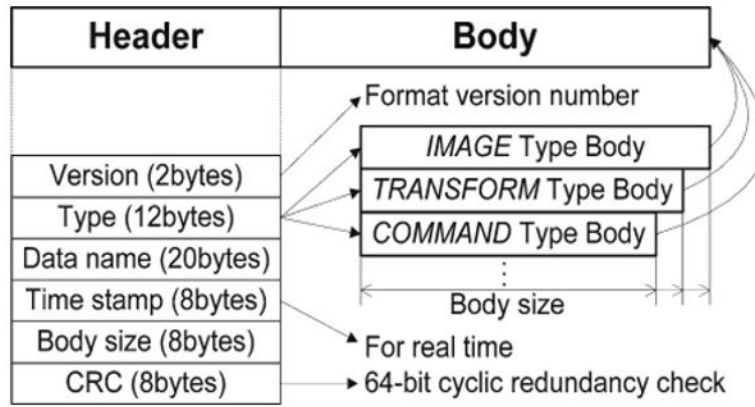 Header
Body
Format version number
IMAGE Type Body
Version (2bytes)
TRANSFORM Type Body
Type (12bytes)
COMMAND Type Body
Data name (20bytes)
Time stamp (8bytes)
Body size
Body size (8bytes)
For real time
CRC (8bytes)
64-bit cyclic redundancy check